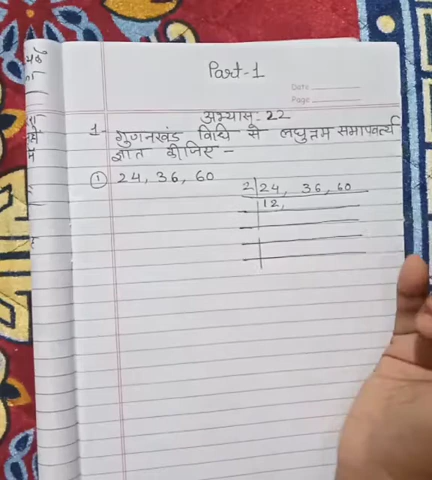 Part-1
Date
Page
अभ्यास-22
1- गुणनखंड विधि से लघुत्तम समापवर्त्य
ज्ञात कीजिए -
① 24, 36, 60
2 | 24, 36, 60
12,